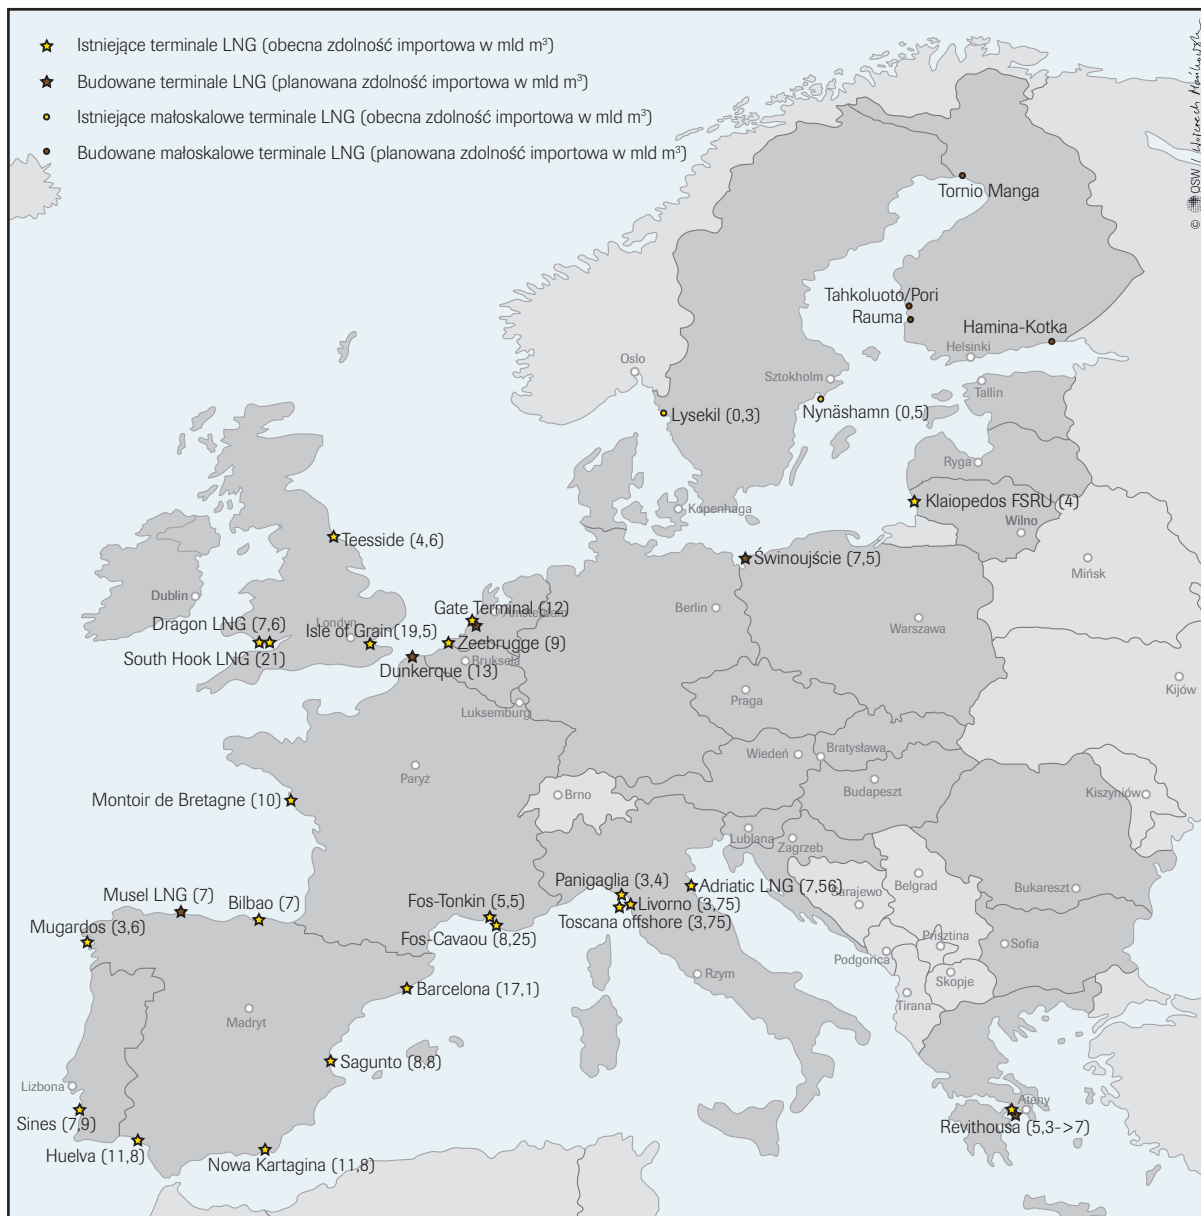 Istniejące terminale LNG (obecna zdolność importowa w mld m³)
Budowane terminale LNG (planowana zdolność importowa w mld m³)
Istniejące małoskalowe terminale LNG (obecna zdolność importowa w mld m³)
Budowane małoskalowe terminale LNG (planowana zdolność importowa w mld m³)
© OSW / Wojciech Mańkowski
Tornio Manga
Tahkoluoto/Pori
Rauma
Hamina-Kotka
Helsinki
Oslo
Sztokholm
Tallin
Lysekil (0,3)
Nynäshamn (0,5)
Ryga
Klaiopedos FSRU (4)
Kopenhaga
Wilno
Teesside (4,6)
Świnoujście (7,5)
Mińsk
Dublin
Gate Terminal (12)
Amsterdam
Berlin
Warszawa
Dragon LNG (7,6)
Londyn
Isle of Grain(19,5)
Zeebrugge (9)
South Hook LNG (21)
Dunkerque (13)
Bruksela
Kijów
Praga
Luksemburg
Paryż
Wiedeń
Bratysława
Budapeszt
Montoir de Bretagne (10)
Brno
Kiszyniów
Lublana
Zagrzeb
Panigaglia (3,4)
Adriatic LNG (7,56)
Belgrad
Bukareszt
Musel LNG (7)
Bilbao (7)
Fos-Tonkin (5,5)
Livorno (3,75)
Sarajewo
Mugardos (3,6)
Fos-Cavaou (8,25)
Toscana offshore (3,75)
Prisztina
Sofia
Podgorica
Rzym
Skopje
Barcelona (17,1)
Tirana
Madryt
Sagunto (8,8)
Lizbona
Ateny
Sines (7,9)
Revithousa (5,3->7)
Huelva (11,8)
Nowa Kartagina (11,8)